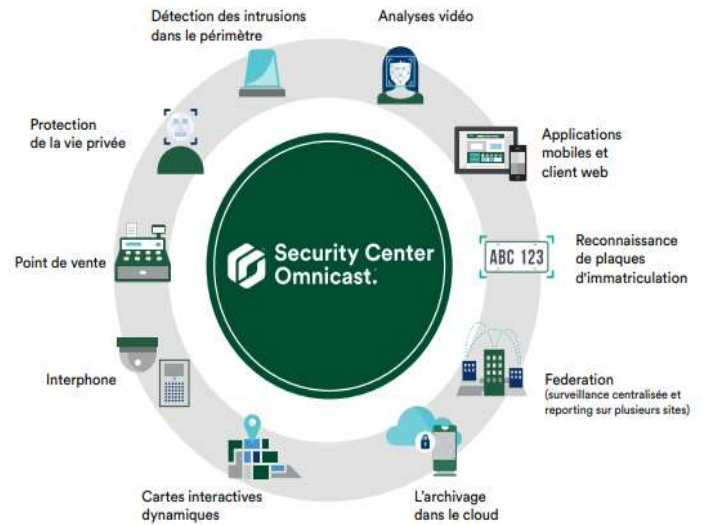 Détection des intrusions
dans le périmètre
Analyses vidéo
Protection
de la vie privée
Applications
mobiles et
client web
Security Center
Omnicast.
Point de vente
ABC 123
Reconnaissance
de plaques
d'immatriculation
Interphone
Federation
(surveillance centralisée et
reporting sur plusieurs sites)
Cartes interactives
dynamiques
L'archivage
dans le cloud